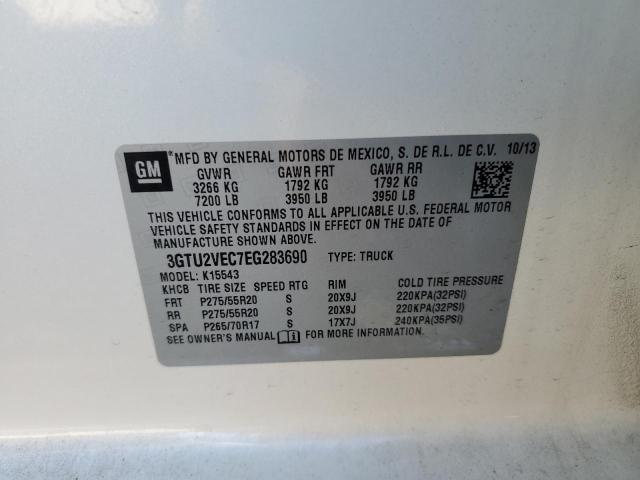 GM
*MFD BY GENERAL MOTORS DE MEXICO, S. DE R.L. DE C.V. 10/13
GVWR GAWR FRT GAWR RR
3266 KG 1792 KG 1792 KG
7200 LB 3950 LB 3950 LB
THIS VEHICLE CONFORMS TO ALL APPLICABLE U.S. FEDERAL MOTOR
VEHICLE SAFETY STANDARDS IN EFFECT ON THE DATE OF
MANUFACTURE SHOWN ABOVE.
3GTU2VEC7EG283690 TYPE: TRUCK
MODEL: K15543
KHCB TIRE SIZE SPEED RTG RIM COLD TIRE PRESSURE
FRT P275/55R20 S 20X9J 220KPA(32PSI)
RR P275/55R20 S 20X9J 220KPA(32PSI)
SPA P265/70R17 S 17X7J 240KPA(35PSI)
SEE OWNER'S MANUAL FOR MORE INFORMATION.